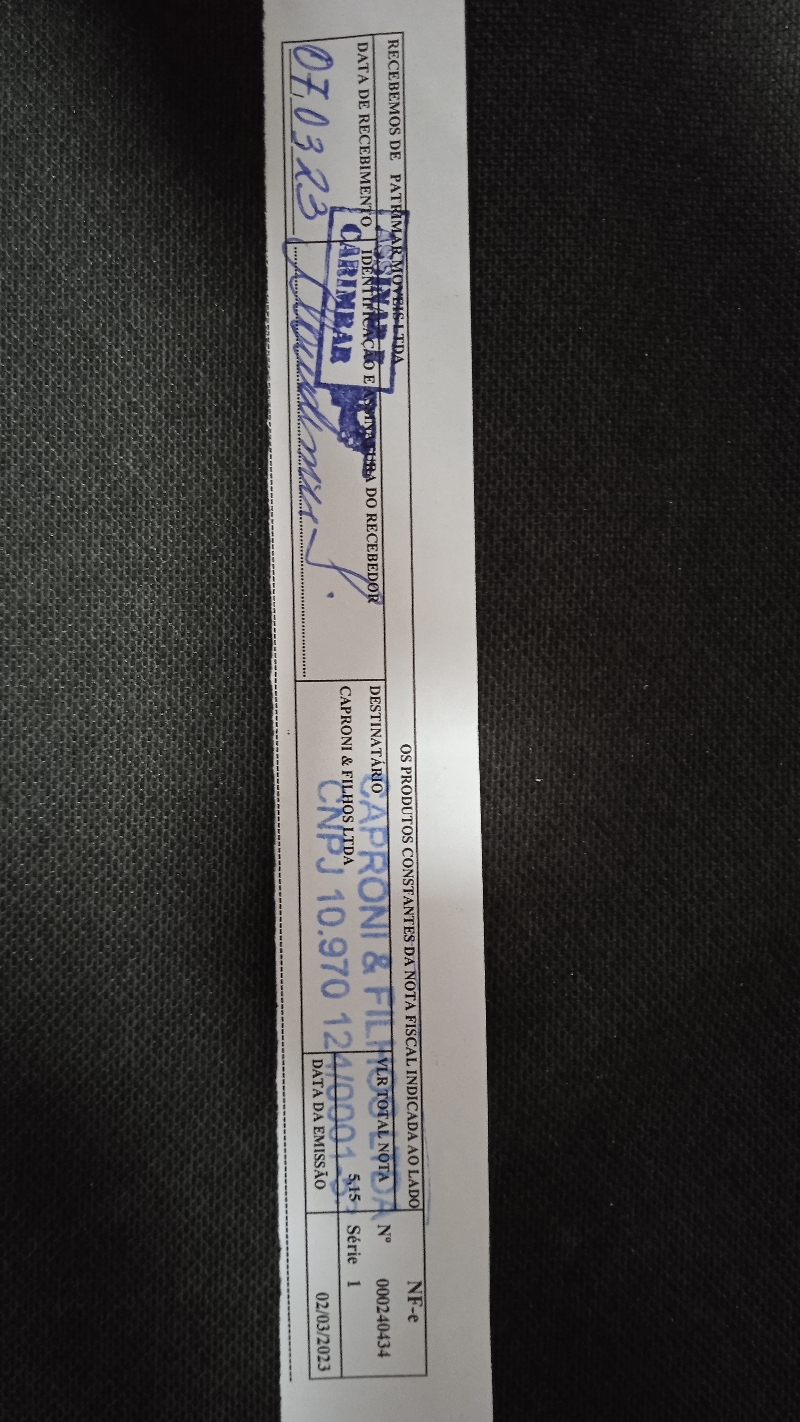 RECEBEMOS DE PATRIMAR MOVEIS LTDA OS PRODUTOS CONSTANTES DA NOTA FISCAL INDICADA AO LADO
NF-e
DATA DE RECEBIMENTO
IDENTIFICAÇÃO E ASSINATURA DO RECEBEDOR
ASSINAR E
CARIMBAR
07.03 23
DESTINATÁRIO
CAPRONI & FILHOS LTDA
CAPRONI & FILHOS LTDA
CNPJ 10.970 124/0001-
VLR TOTAL NOTA
5,15
Nº 000240434
Série 1
DATA DA EMISSÃO
02/03/2023